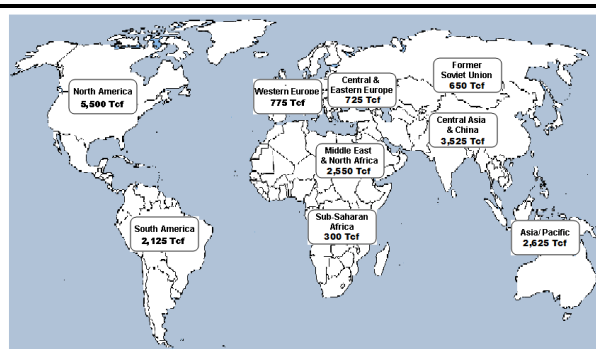 North America
5,500 Tcf
Western Europe
775 Tcf
Central &
Eastern Europe
725 Tcf
Former
Soviet Union
650 Tcf
Central Asia
& China
3,525 Tcf
Middle East
& North Africa
2,550 Tcf
South America
2,125 Tcf
Sub-Saharan
Africa
300 Tcf
Asia/Pacific
2,625 Tcf